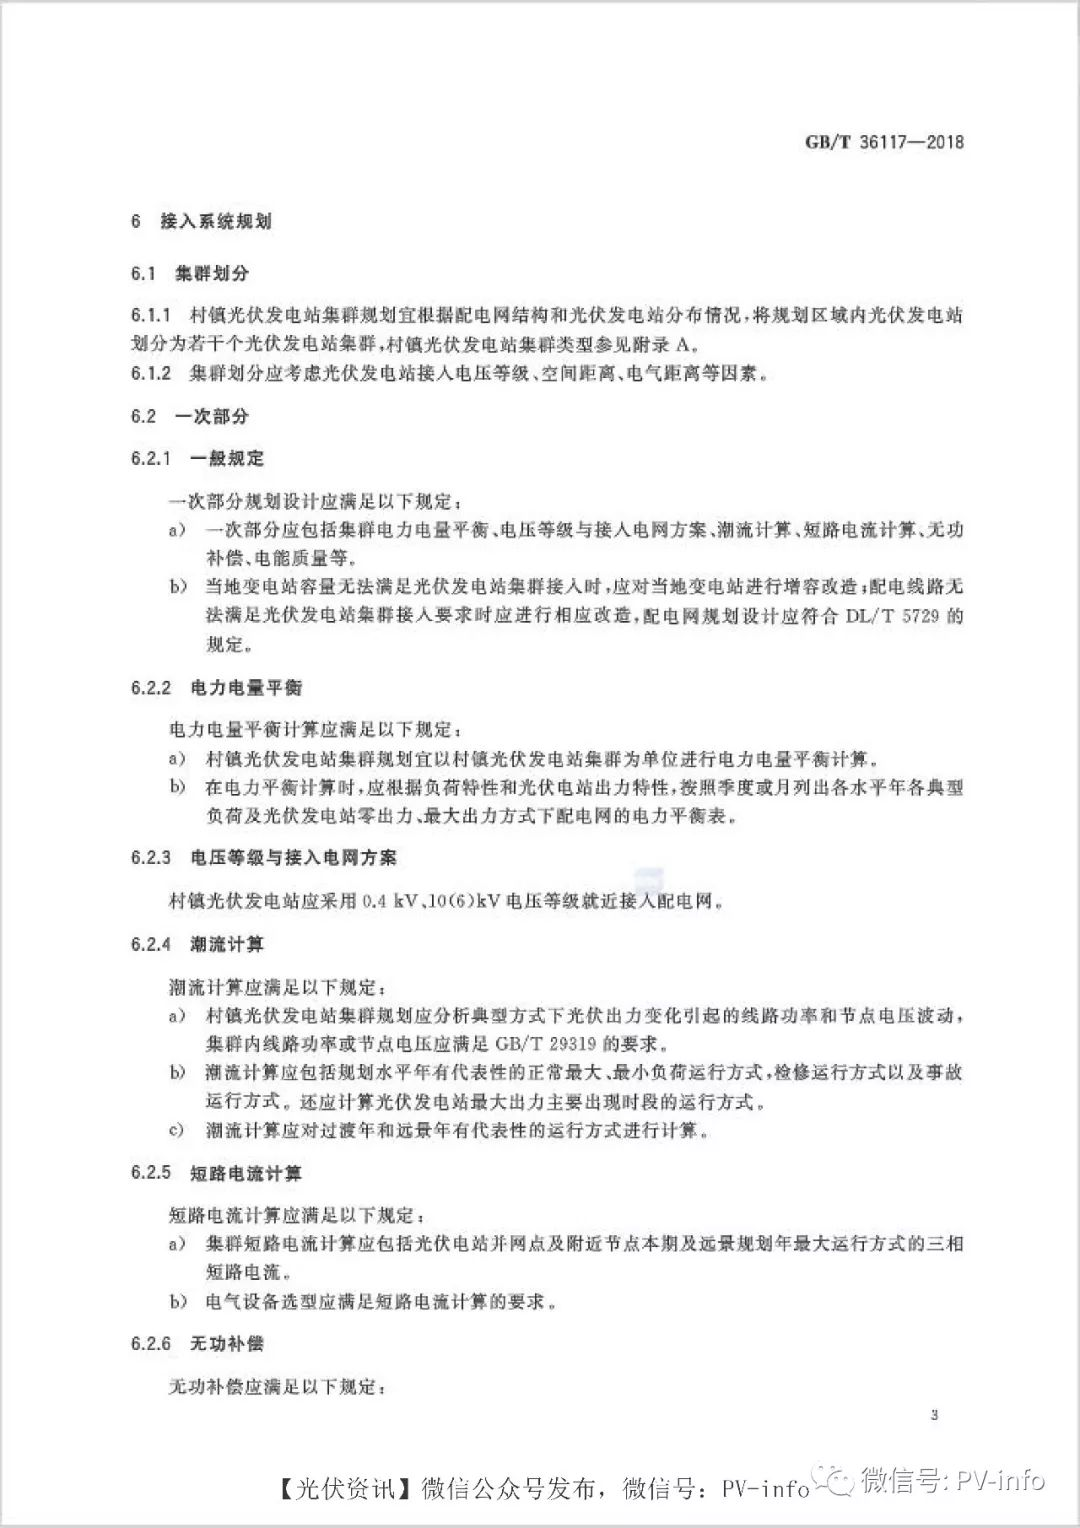 GB/T 36117—2018
6 接入系统规划
6.1 集群划分
6.1.1 村镇光伏发电站集群规划宜根据配电网结构和光伏发电站分布情况,将规划区域内光伏发电站
划分为若干个光伏发电站集群,村镇光伏发电站集群类型参见附录 A。
6.1.2 集群划分应考虑光伏发电站接入电压等级、空间距离、电气距离等因素。
6.2 一次部分
6.2.1 一般规定
一次部分规划设计应满足以下规定:
a) 一次部分应包括集群电力电量平衡、电压等级与接入电网方案、潮流计算、短路电流计算、无功
补偿、电能质量等。
b) 当地变电站容量无法满足光伏发电站集群接入时,应对当地变电站进行增容改造;配电线路无
法满足光伏发电站集群接入要求时应进行相应改造,配电网规划设计应符合 DL/T 5729 的
规定。
6.2.2 电力电量平衡
电力电量平衡计算应满足以下规定:
a) 村镇光伏发电站集群规划宜以村镇光伏发电站集群为单位进行电力电量平衡计算。
b) 在电力平衡计算时,应根据负荷特性和光伏电站出力特性,按照季度或月列出各水平年各典型
负荷及光伏发电站零出力、最大出力方式下配电网的电力平衡表。
6.2.3 电压等级与接入电网方案
村镇光伏发电站应采用 0.4 kV、10(6)kV 电压等级就近接入配电网。
6.2.4 潮流计算
潮流计算应满足以下规定:
a) 村镇光伏发电站集群规划应分析典型方式下光伏出力变化引起的线路功率和节点电压波动,
集群内线路功率或节点电压应满足 GB/T 29319 的要求。
b) 潮流计算应包括规划水平年有代表性的正常最大、最小负荷运行方式,检修运行方式以及事故
运行方式。还应计算光伏发电站最大出力主要出现时段的运行方式。
c) 潮流计算应对过渡年和远景年有代表性的运行方式进行计算。
6.2.5 短路电流计算
短路电流计算应满足以下规定:
a) 集群短路电流计算应包括光伏电站并网点及附近节点本期及远景规划年最大运行方式的三相
短路电流。
b) 电气设备选型应满足短路电流计算的要求。
6.2.6 无功补偿
无功补偿应满足以下规定:
3
【光伏资讯】微信公众号发布，微信号：PV-info
微信号: PV-info